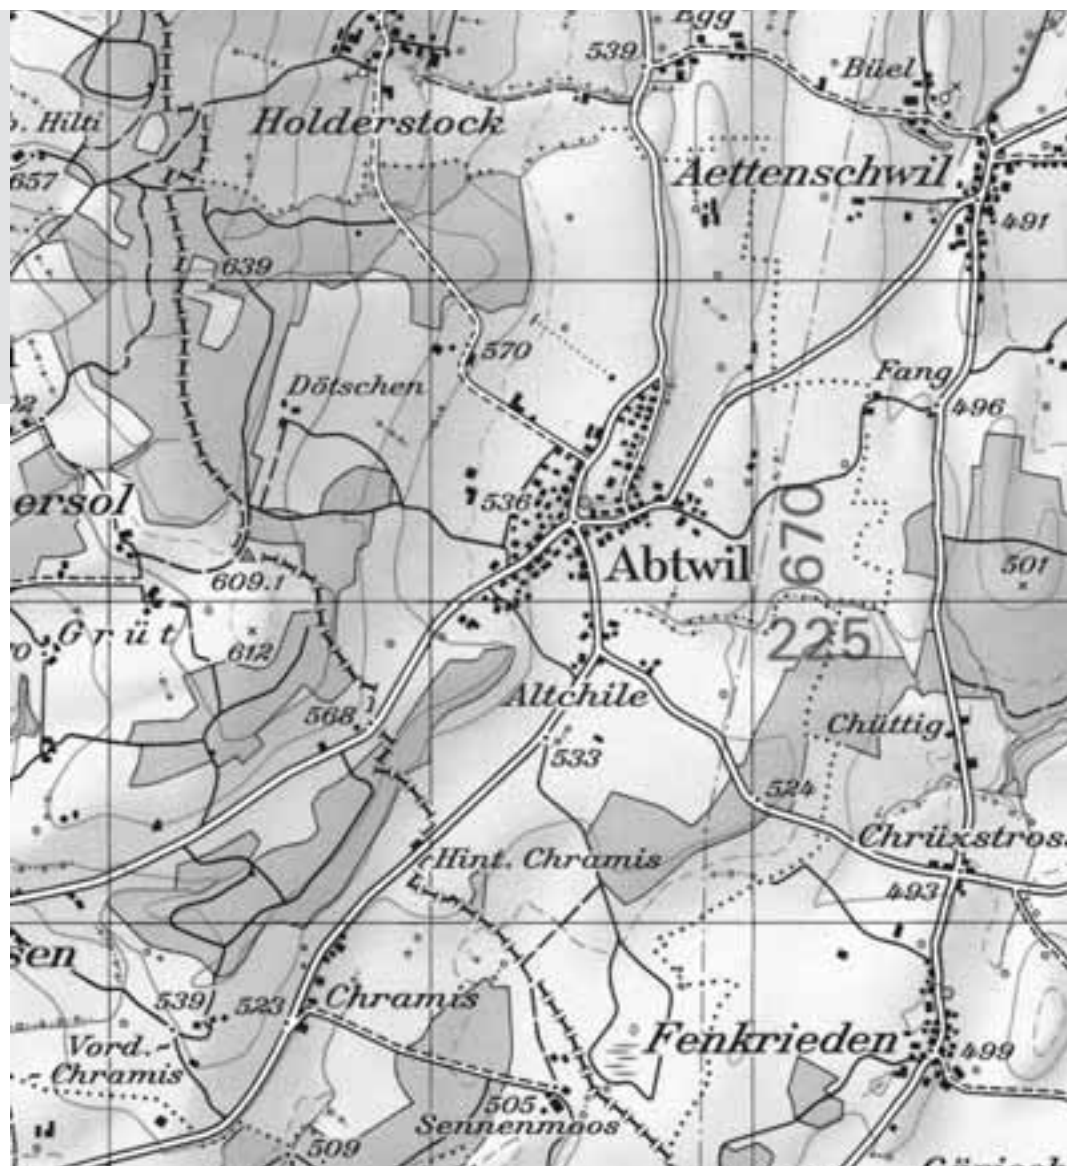 Egg
539
Büel
Holderstock
b. Hilti
657
Aettenschwil
491
639
570
Dötschen
Fang
496
02
ersol
536
670
Abtwil
609.1
501
Grüt
225
612
568
Altchile
Chüttig
533
524
Chrüxstros
Hint. Chramis
493
sen
539
523
Chramis
Fenkrieden
499
Vord.-
-Chramis
505
Sennenmoos
509